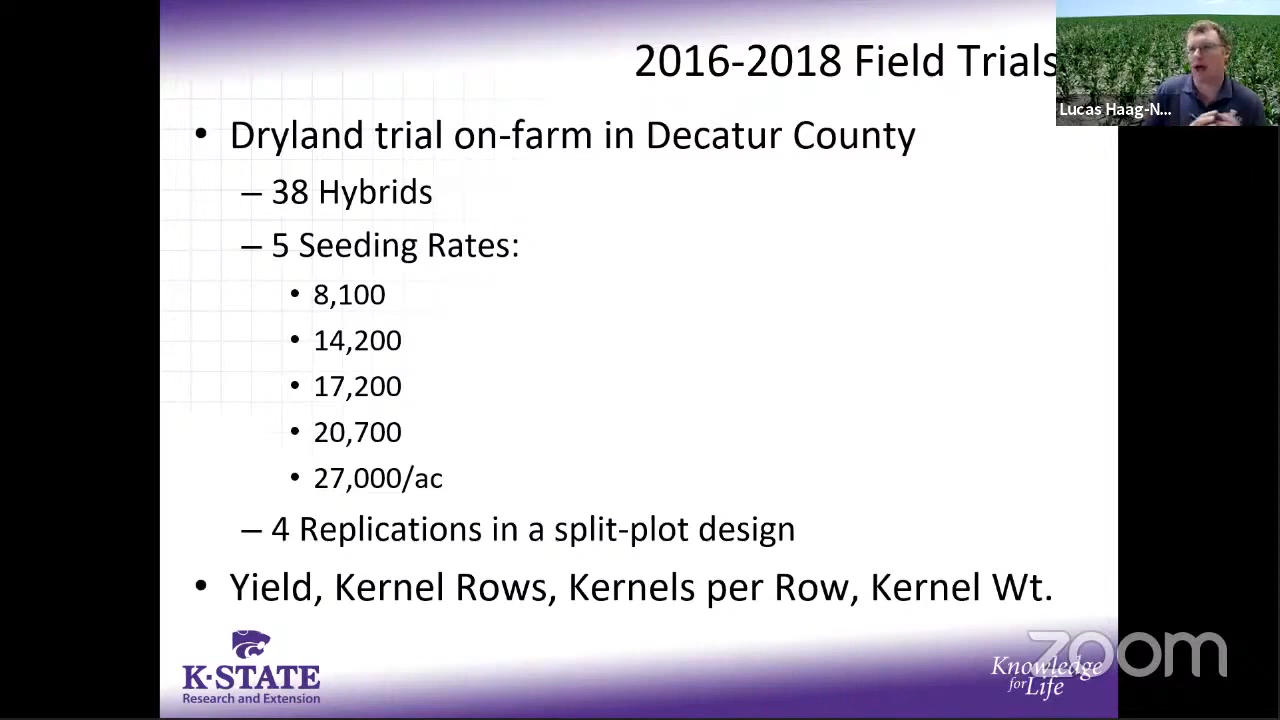 2016-2018 Field Trials
Lucas Haag-N...
• Dryland trial on-farm in Decatur County
– 38 Hybrids
– 5 Seeding Rates:
• 8,100
• 14,200
• 17,200
• 20,700
• 27,000/ac
– 4 Replications in a split-plot design
• Yield, Kernel Rows, Kernels per Row, Kernel Wt.
K-STATE
Research and Extension
Knowledge
for Life
zoom